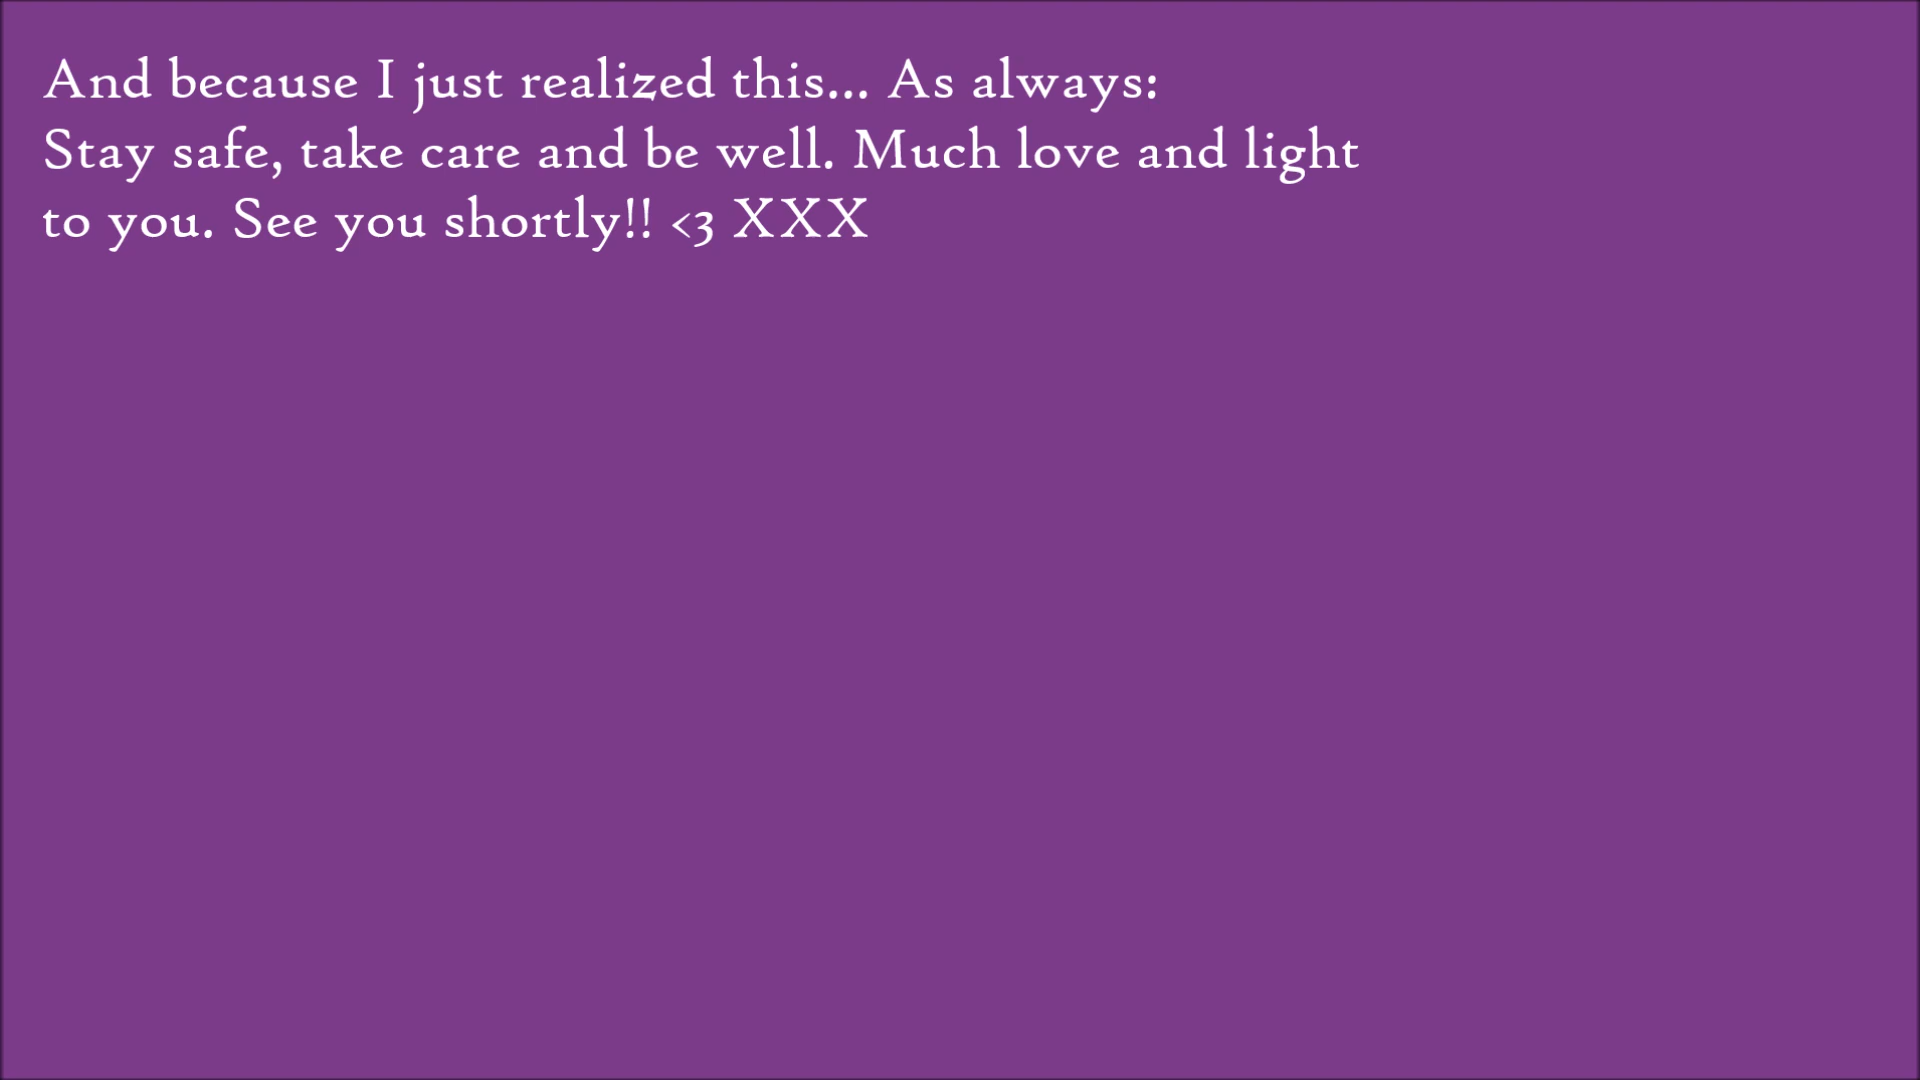 And because I just realized this... As always:
Stay safe, take care and be well. Much love and light
to you. See you shortly!! <3 XXX